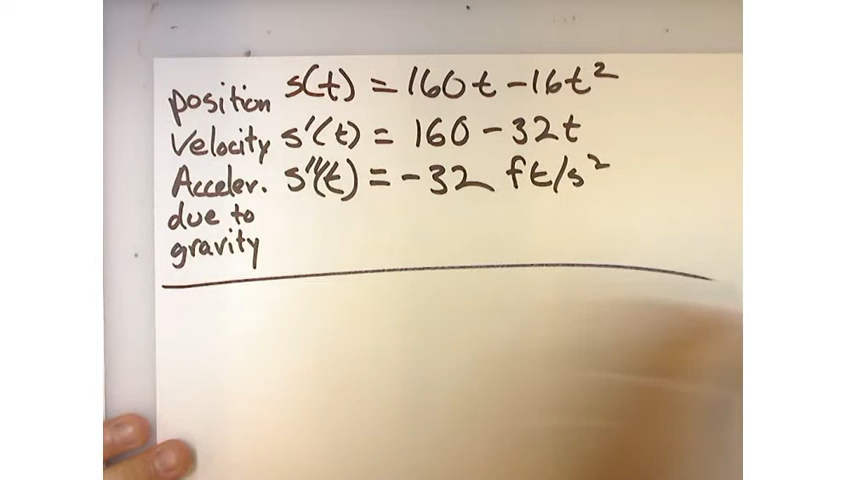 position s(t) = 160t - 16t²
Velocity s'(t) = 160 - 32t
Acceler. s''(t) = -32 ft/s²
due to
gravity